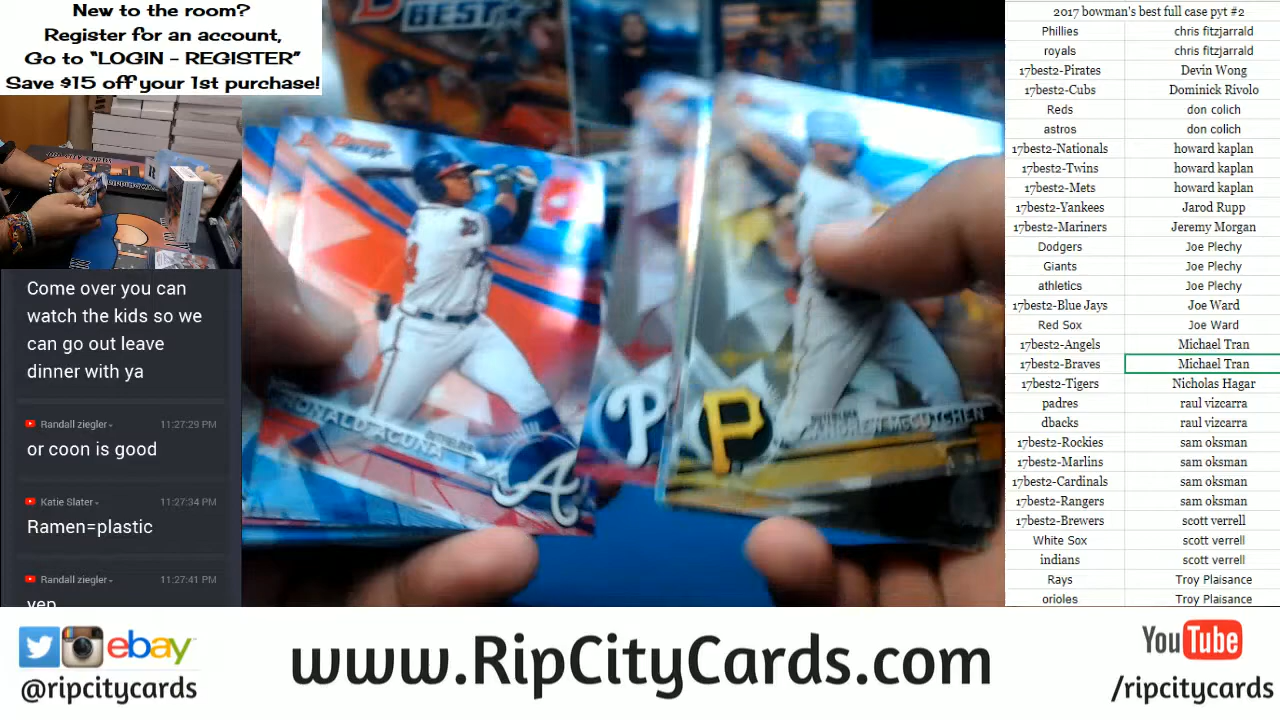 New to the room?
Register for an account,
Go to “LOGIN - REGISTER”
Save $15 off your 1st purchase!
Come over you can
watch the kids so we
can go out leave
dinner with ya
Randall ziegler 11:27:29 PM
or coon is good
Katie Slater 11:27:34 PM
Ramen=plastic
Randall ziegler 11:27:41 PM
yep
BEST
RONALD ACUNA
A
P
P
ANDREW McCUTCHEN
2017 bowman's best full case pyt #2
Phillies chris fitzjarrald
royals chris fitzjarrald
17best2-Pirates Devin Wong
17best2-Cubs Dominick Rivolo
Reds don colich
astros don colich
17best2-Nationals howard kaplan
17best2-Twins howard kaplan
17best2-Mets howard kaplan
17best2-Yankees Jarod Rupp
17best2-Mariners Jeremy Morgan
Dodgers Joe Plechy
Giants Joe Plechy
athletics Joe Plechy
17best2-Blue Jays Joe Ward
Red Sox Joe Ward
17best2-Angels Michael Tran
17best2-Braves Michael Tran
17best2-Tigers Nicholas Hagar
padres raul vizcarra
dbacks raul vizcarra
17best2-Rockies sam oksman
17best2-Marlins sam oksman
17best2-Cardinals sam oksman
17best2-Rangers sam oksman
17best2-Brewers scott verrell
White Sox scott verrell
indians scott verrell
Rays Troy Plaisance
orioles Troy Plaisance
ebay
@ripcitycards
www.RipCityCards.com
YouTube
/ripcitycards